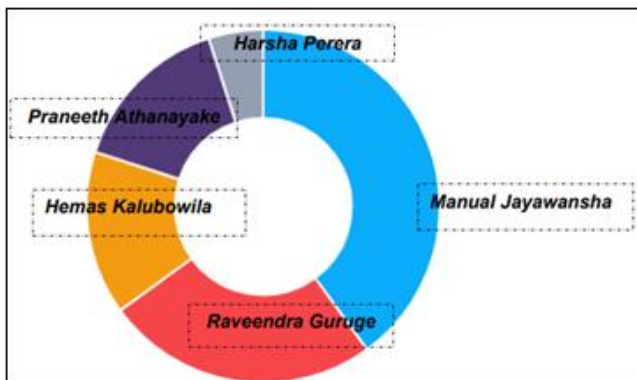 Harsha Perera
Praneeth Athanayake
Hemas Kalubowila
Manual Jayawansha
Raveendra Guruge